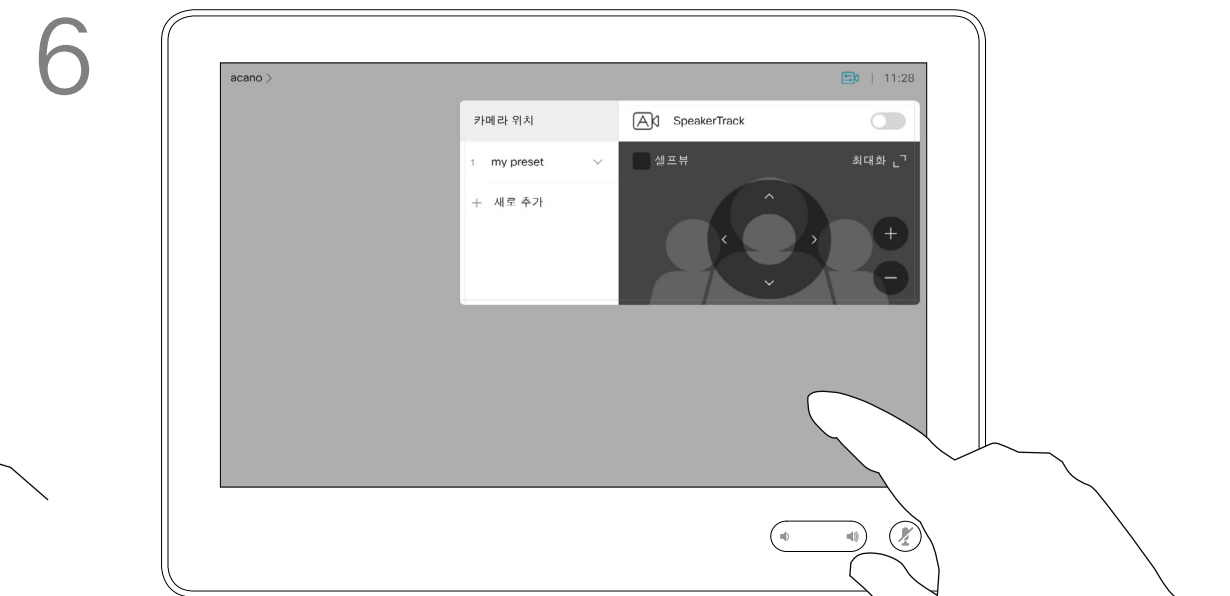 6
acano >
11:28
카메라 위치
SpeakerTrack
1 my preset
셀프뷰
최대화
+ 새로 추가